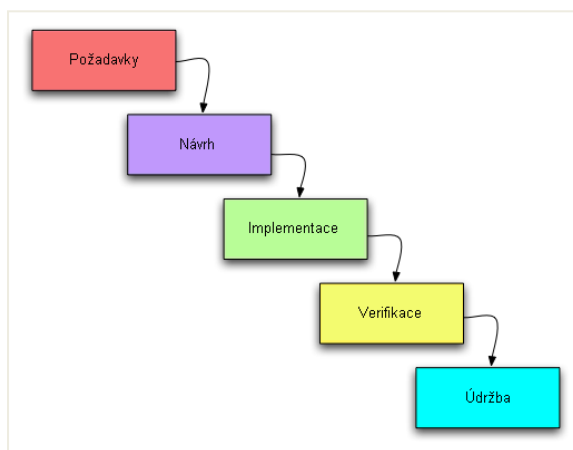 Požadavky
Návrh
Implementace
Verifikace
Údržba